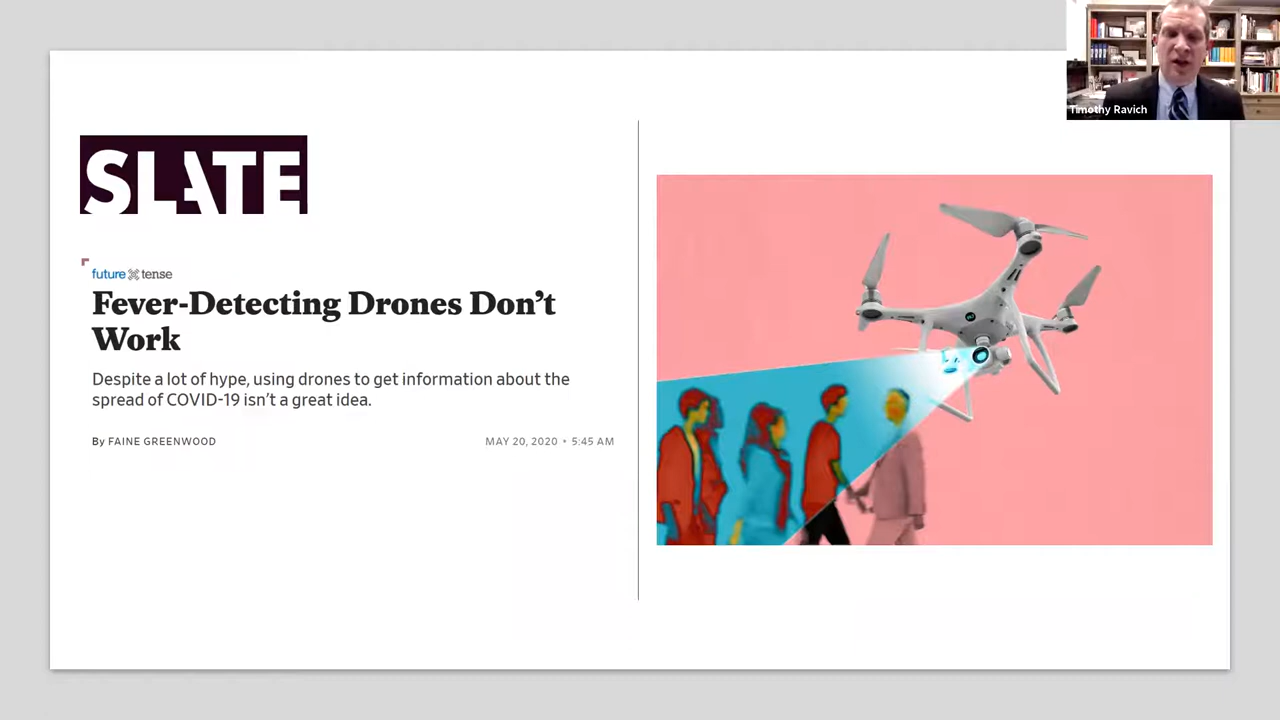 SLATE
future tense
Fever-Detecting Drones Don't
Work
Despite a lot of hype, using drones to get information about the
spread of COVID-19 isn't a great idea.
By FAINE GREENWOOD
MAY 20, 2020 • 5:45 AM
Timothy Ravich